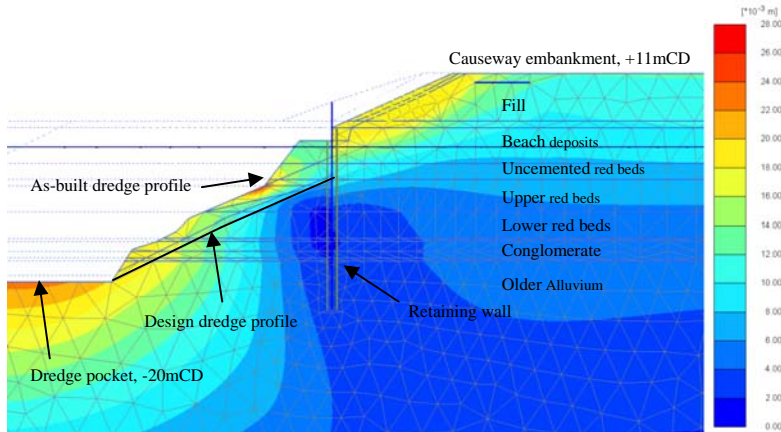 [*10⁻³ m]
28.00
Causeway embankment, +11mCD
26.00
24.00
Fill
22.00
Beach deposits
20.00
Uncemented red beds
18.00
As-built dredge profile
16.00
Upper red beds
14.00
Lower red beds
12.00
Conglomerate
10.00
Older Alluvium
8.00
Retaining wall
Design dredge profile
6.00
4.00
Dredge pocket, -20mCD
2.00
0.00